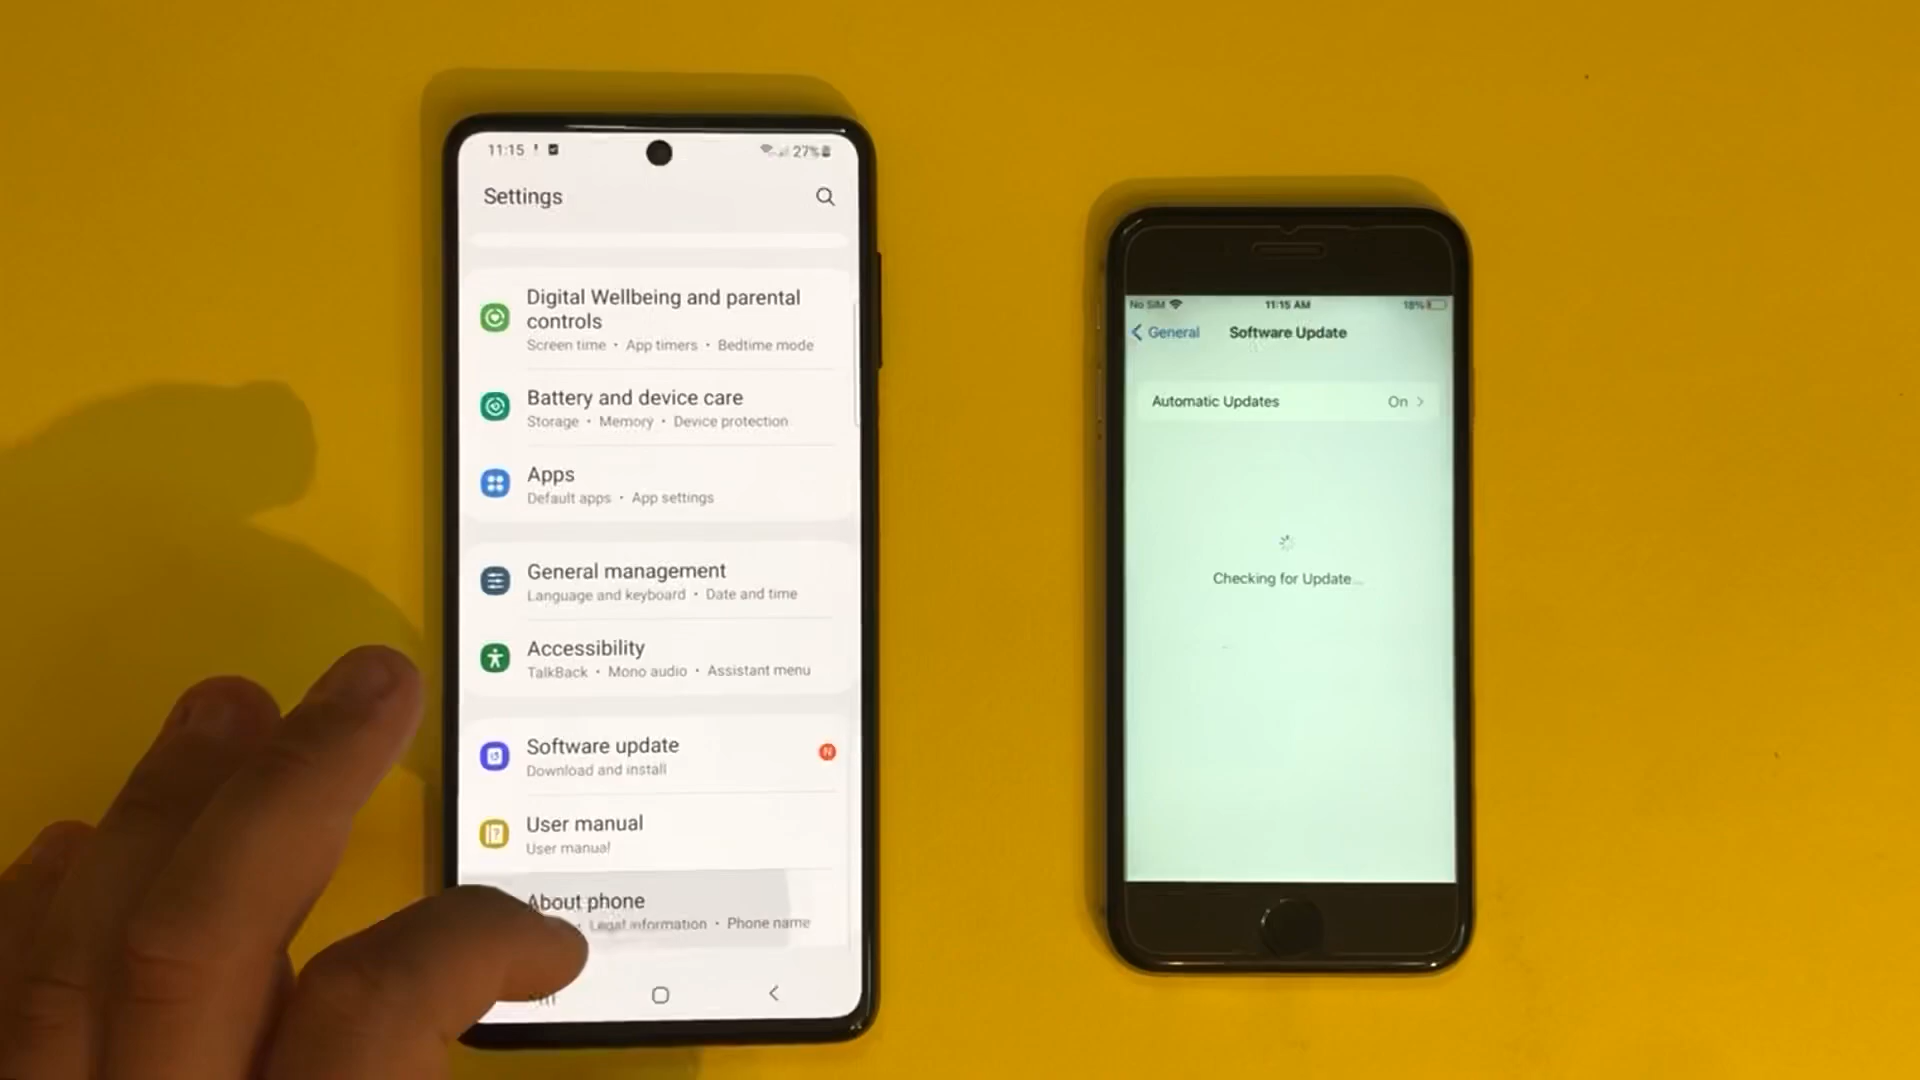 11:15
27%
Settings
Digital Wellbeing and parental
controls
Screen time • App timers • Bedtime mode
Battery and device care
Storage • Memory • Device protection
Apps
Default apps • App settings
General management
Language and keyboard • Date and time
Accessibility
TalkBack • Mono audio • Assistant menu
Software update
N
Download and install
User manual
User manual
About phone
Legal information • Phone name
No SIM
11:15 AM
18%
General
Software Update
Automatic Updates
On
Checking for Update...